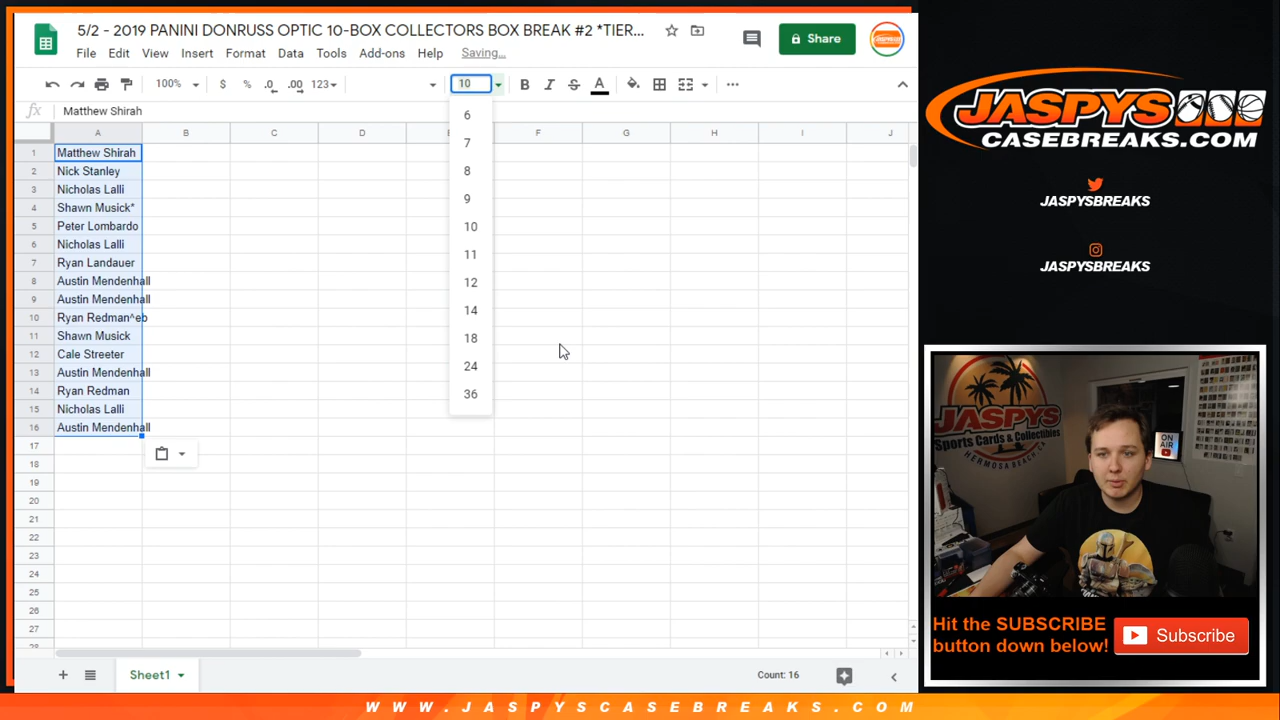 5/2 - 2019 PANINI DONRUSS OPTIC 10-BOX COLLECTORS BOX BREAK #2 *TIER...
File Edit View Insert Format Data Tools Add-ons Help Saving...
Share
100% $ % .0 .00 123 10 B I S A
fx Matthew Shirah
A B C D E F G H I J
1 Matthew Shirah
2 Nick Stanley
3 Nicholas Lalli
4 Shawn Musick*
5 Peter Lombardo
6 Nicholas Lalli
7 Ryan Landauer
8 Austin Mendenhall
9 Austin Mendenhall
10 Ryan Redman^eb
11 Shawn Musick
12 Cale Streeter
13 Austin Mendenhall
14 Ryan Redman
15 Nicholas Lalli
16 Austin Mendenhall
17
18
19
20
21
22
23
24
25
26
27
28
6
7
8
9
10
11
12
14
18
24
36
Sheet1
Count: 16
JASPYS
CASEBREAKS.COM
JASPYSBREAKS
JASPYSBREAKS
JASPYS
Sports Cards & Collectibles
HERMOSA BEACH, CA
ON AIR
Hit the SUBSCRIBE
button down below!
Subscribe
WWW.JASPYSCASEBREAKS.COM